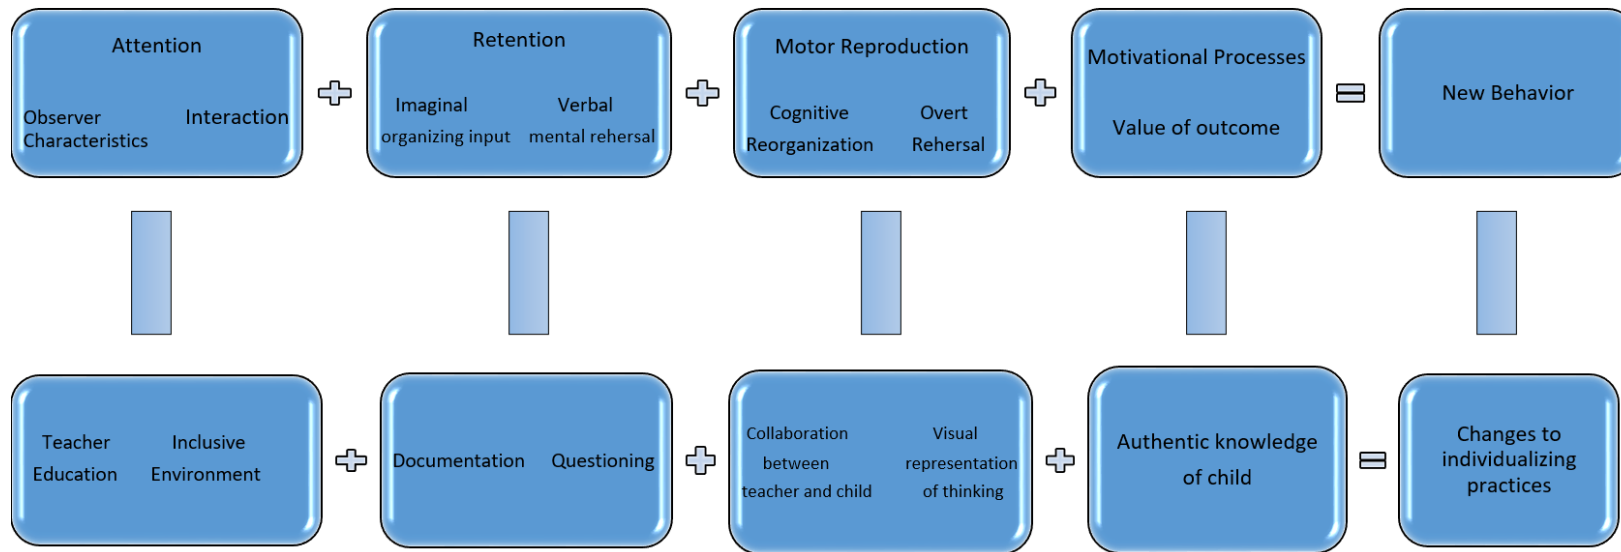 Attention
Observer
Characteristics
Interaction
Retention
Imaginal
organizing input
Verbal
mental rehersal
Motor Reproduction
Cognitive
Reorganization
Overt
Rehersal
Motivational Processes
Value of outcome
New Behavior
Teacher
Education
Inclusive
Environment
Documentation
Questioning
Collaboration
between
teacher and child
Visual
representation
of thinking
Authentic knowledge
of child
Changes to
individualizing
practices